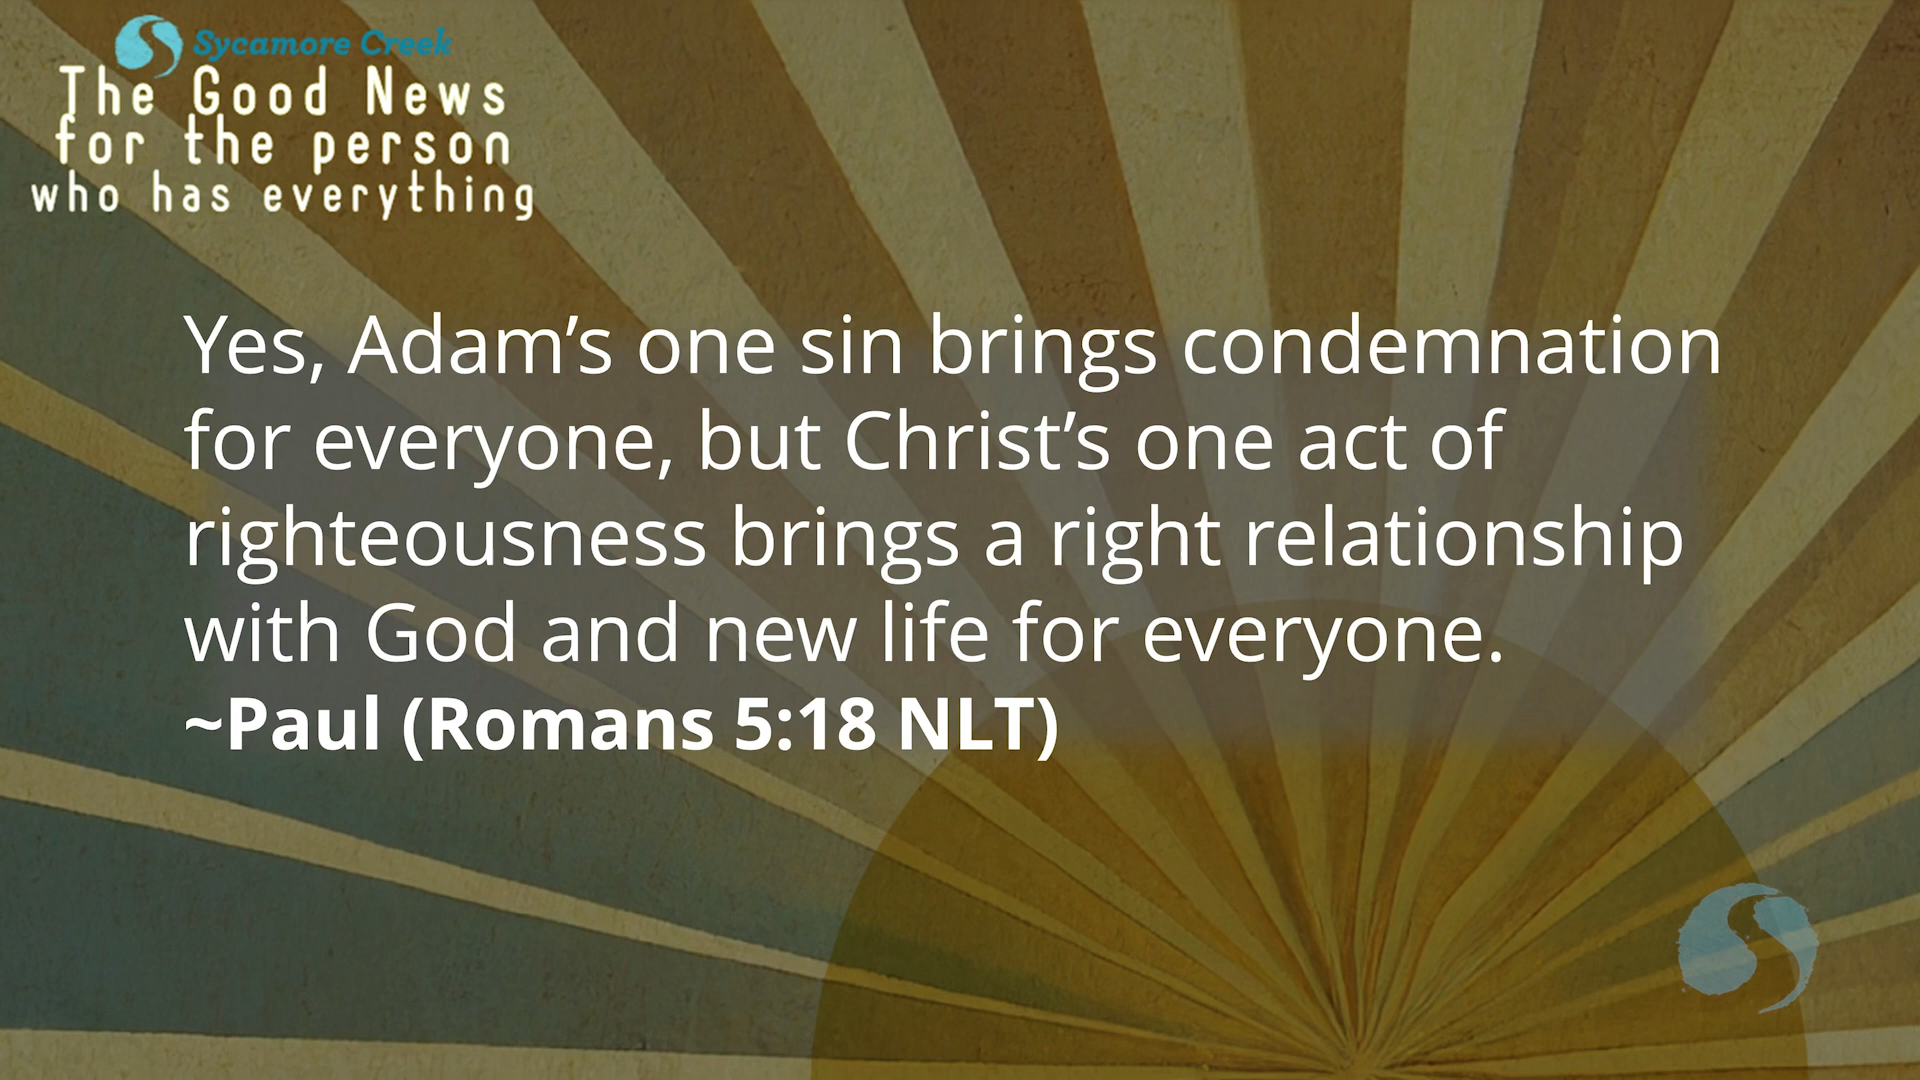 Sycamore Creek
The Good News
for the person
who has everything
Yes, Adam’s one sin brings condemnation
for everyone, but Christ’s one act of
righteousness brings a right relationship
with God and new life for everyone.
~Paul (Romans 5:18 NLT)